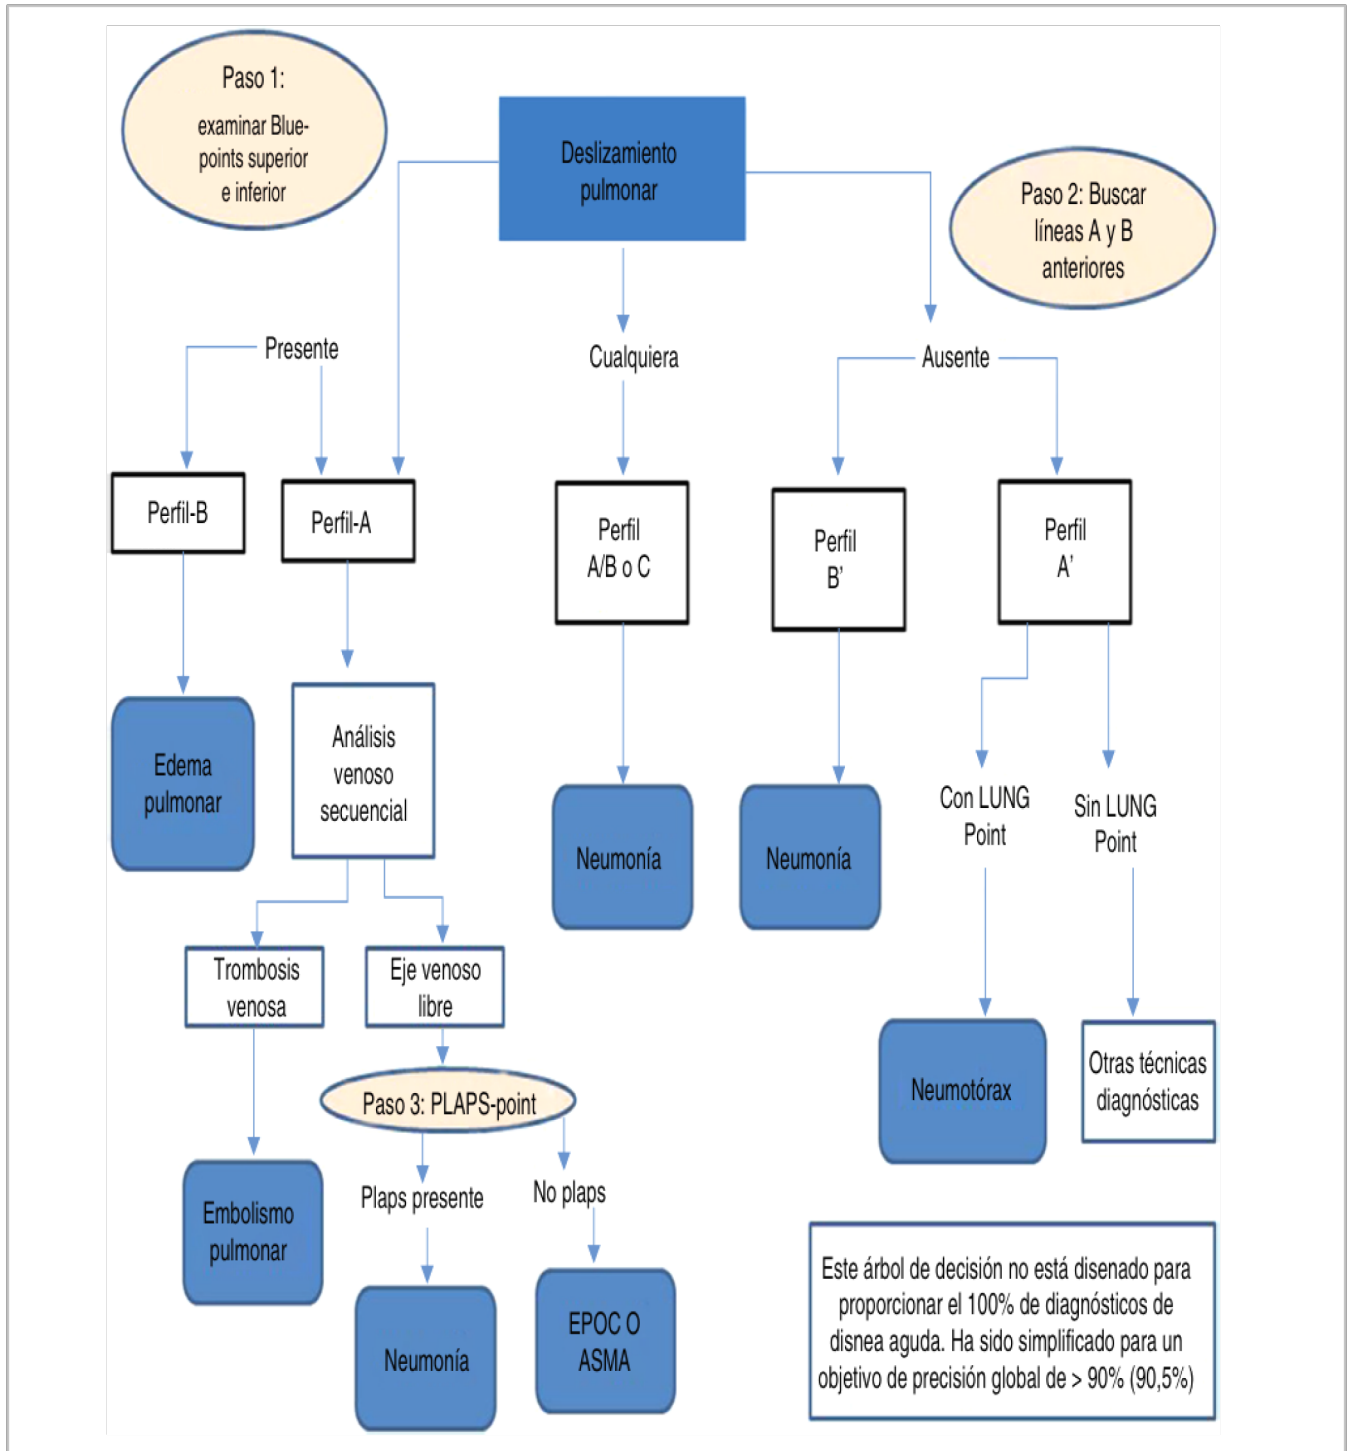 Paso 1:
examinar Blue-
points superior
e inferior
Deslizamiento
pulmonar
Paso 2: Buscar
líneas A y B
anteriores
Presente
Cualquiera
Ausente
Perfil-B
Perfil-A
Perfil
A/B o C
Perfil
B’
Perfil
A’
Edema
pulmonar
Análisis
venoso
secuencial
Neumonía
Neumonía
Con LUNG
Point
Sin LUNG
Point
Trombosis
venosa
Eje venoso
libre
Paso 3: PLAPS-point
Neumotórax
Otras técnicas
diagnósticas
Plaps presente
No plaps
Embolismo
pulmonar
Neumonía
EPOC O
ASMA
Este árbol de decisión no está disenado para
proporcionar el 100% de diagnósticos de
disnea aguda. Ha sido simplificado para un
objetivo de precisión global de > 90% (90,5%)